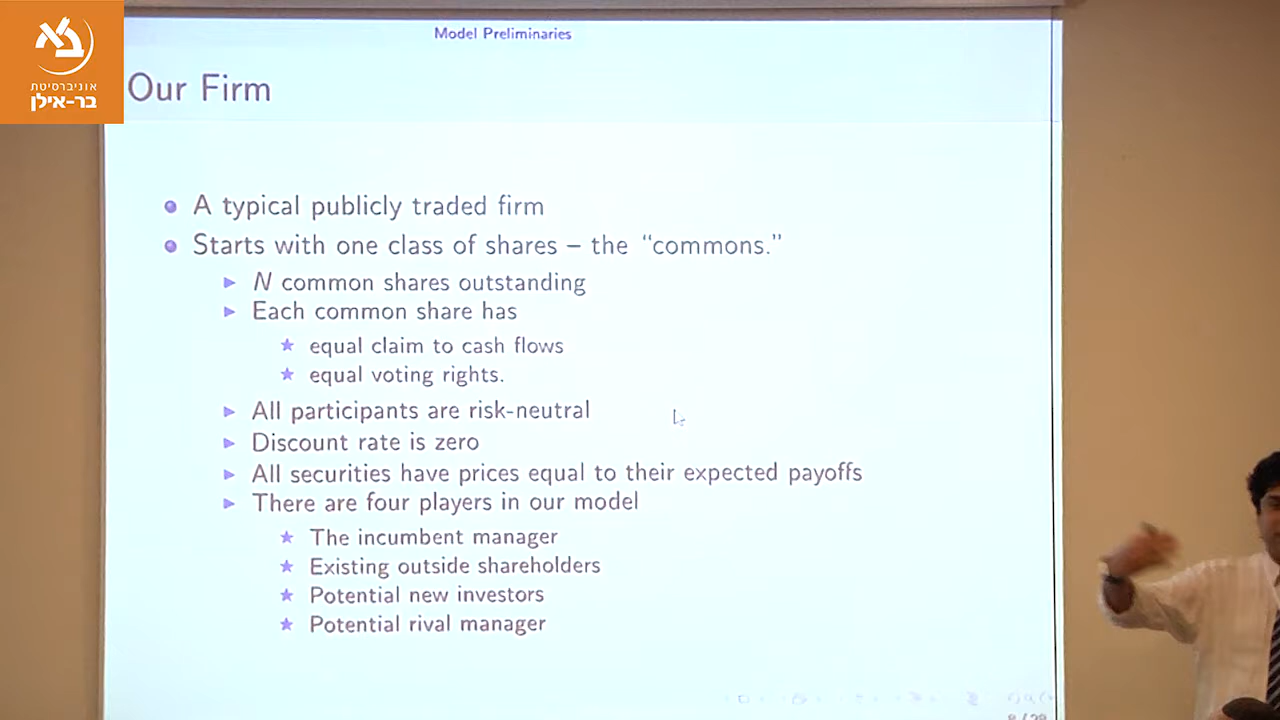 אוניברסיטת
בר-אילן
Model Preliminaries
Our Firm
A typical publicly traded firm
Starts with one class of shares – the “commons.”
N common shares outstanding
Each common share has
equal claim to cash flows
equal voting rights.
All participants are risk-neutral
Discount rate is zero
All securities have prices equal to their expected payoffs
There are four players in our model
The incumbent manager
Existing outside shareholders
Potential new investors
Potential rival manager